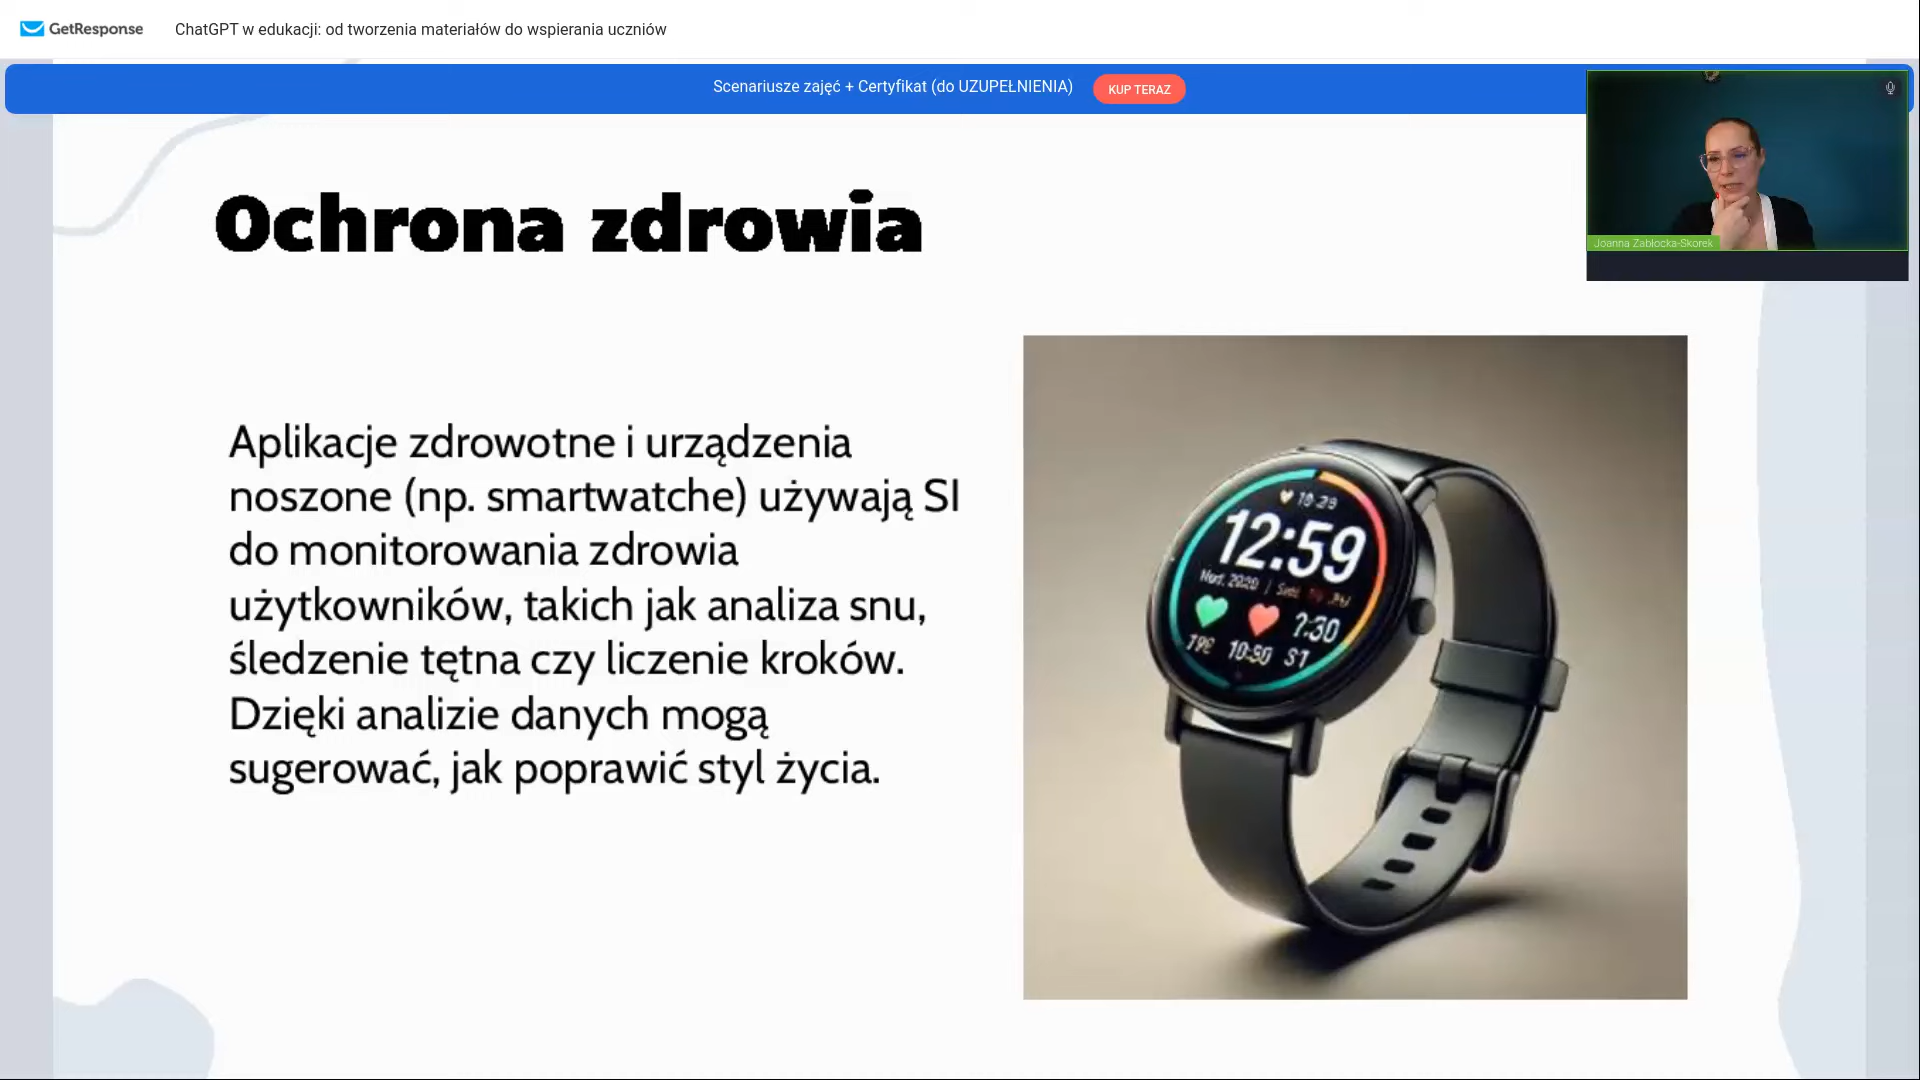 GetResponse
ChatGPT w edukacji: od tworzenia materiałów do wspierania uczniów
Scenariusze zajęć + Certyfikat (do UZUPEŁNIENIA)
KUP TERAZ
Joanna Zabłocka-Skorek
Ochrona zdrowia
Aplikacje zdrowotne i urządzenia
noszone (np. smartwatche) używają SI
do monitorowania zdrowia
użytkowników, takich jak analiza snu,
śledzenie tętna czy liczenie kroków.
Dzięki analizie danych mogą
sugerować, jak poprawić styl życia.
12:59
10:50